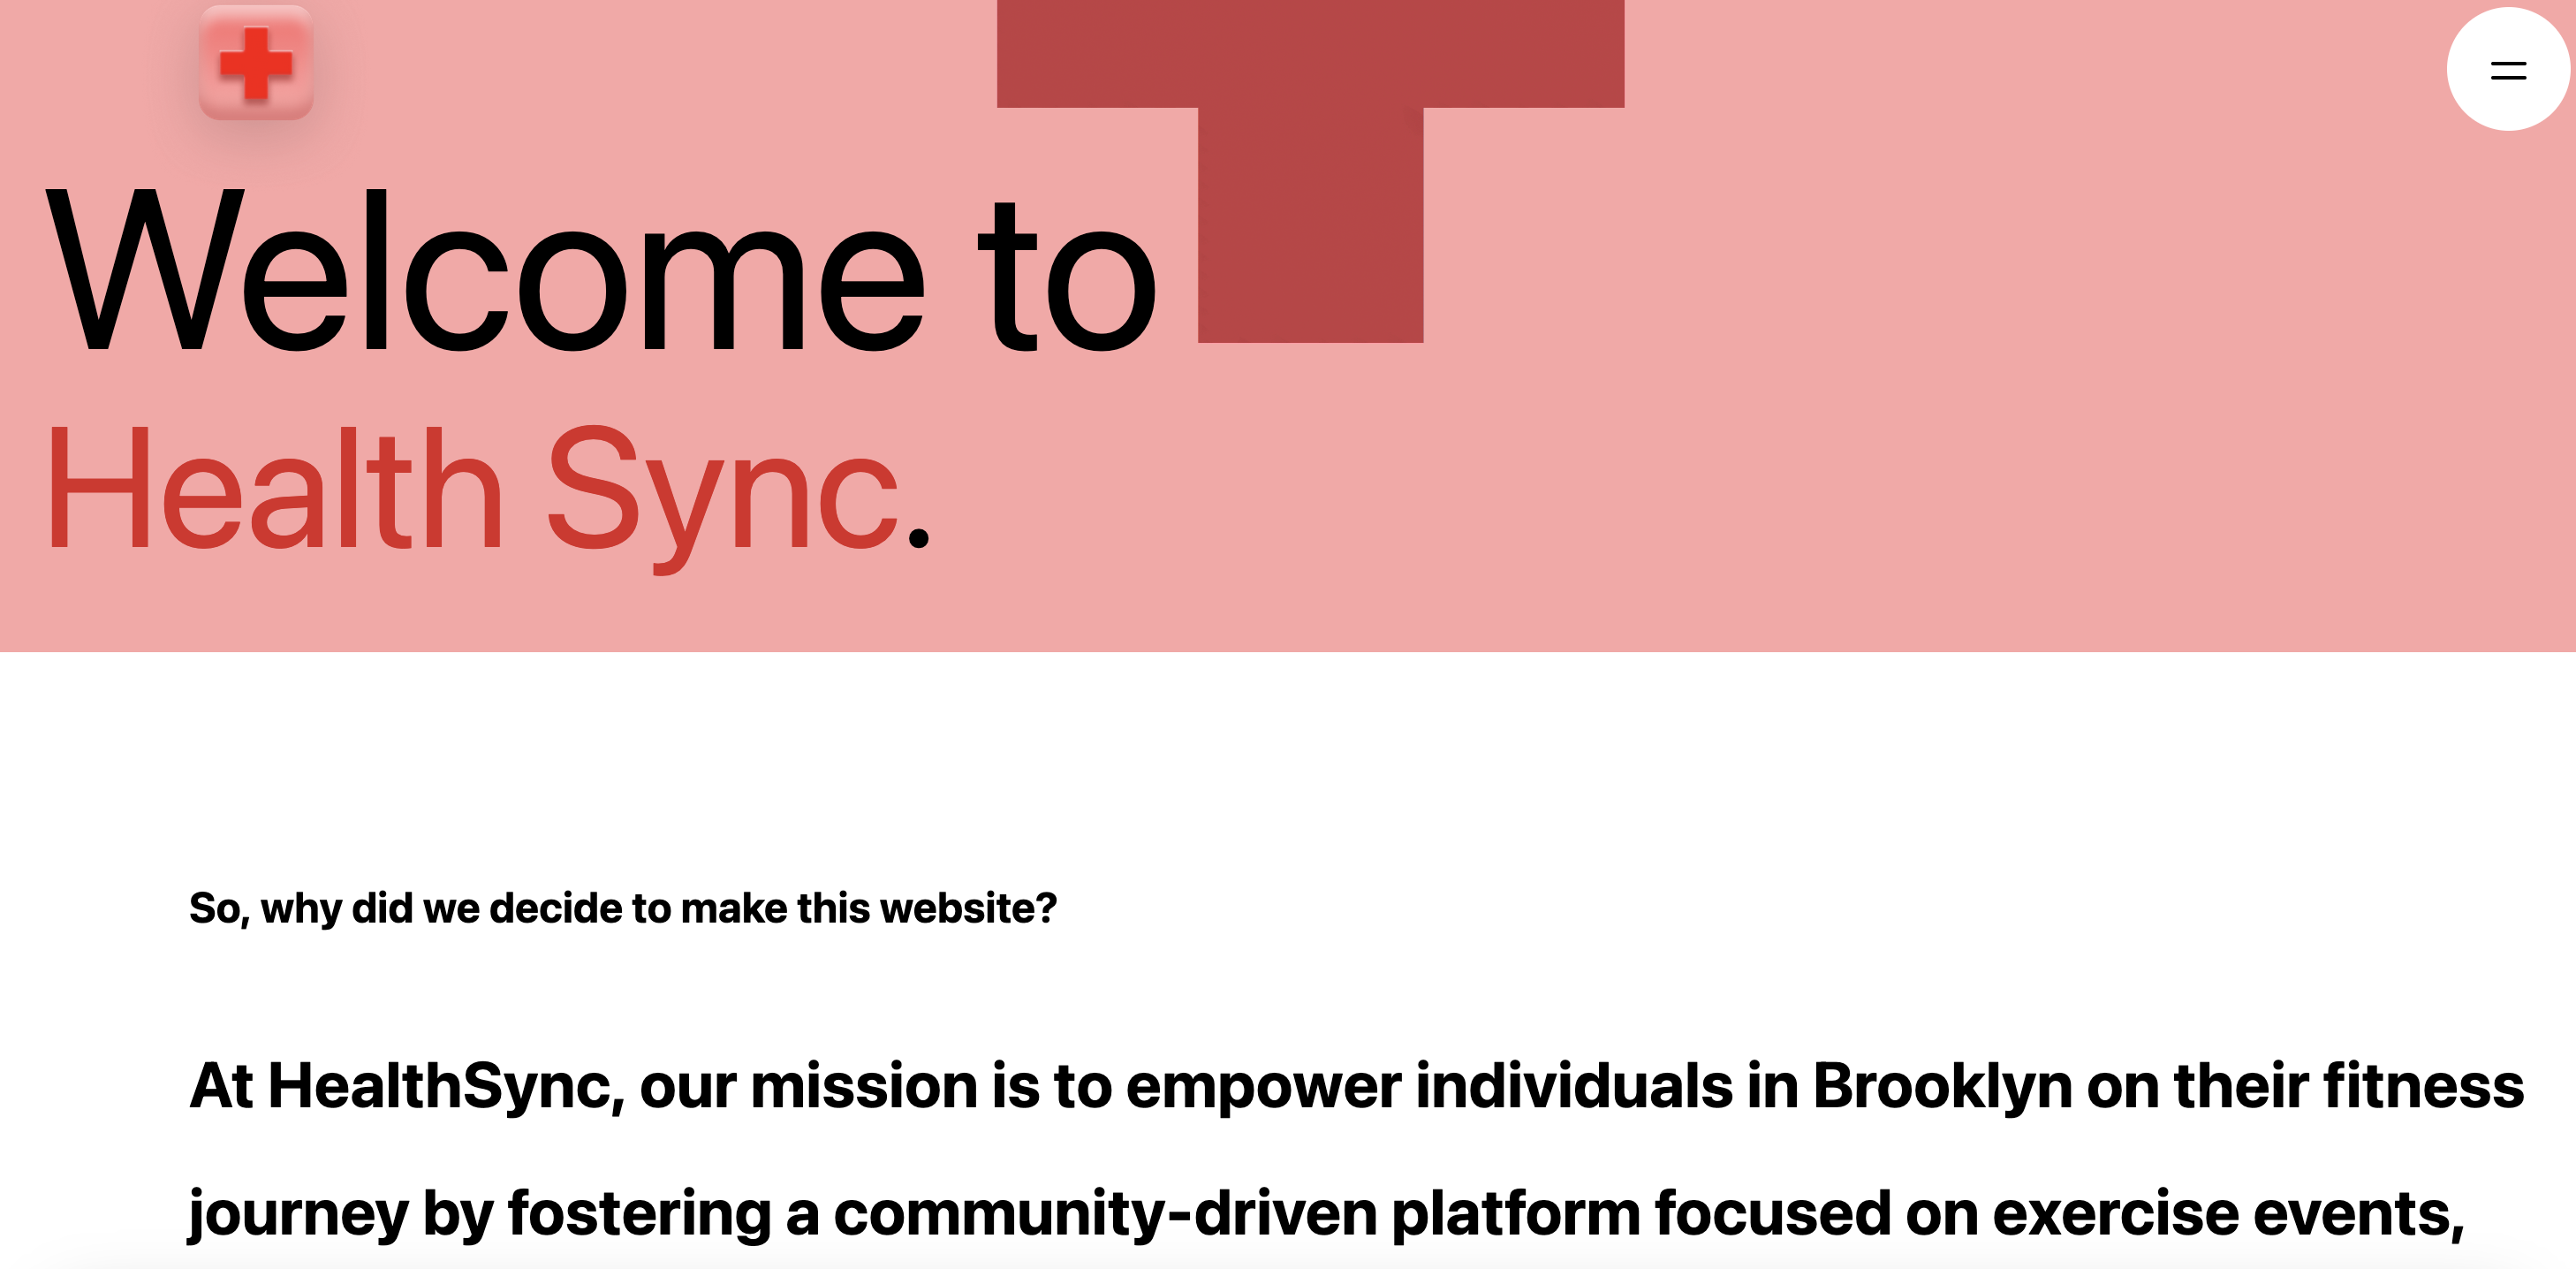 Welcome to
Health Sync.
So, why did we decide to make this website?
At HealthSync, our mission is to empower individuals in Brooklyn on their fitness
journey by fostering a community-driven platform focused on exercise events,